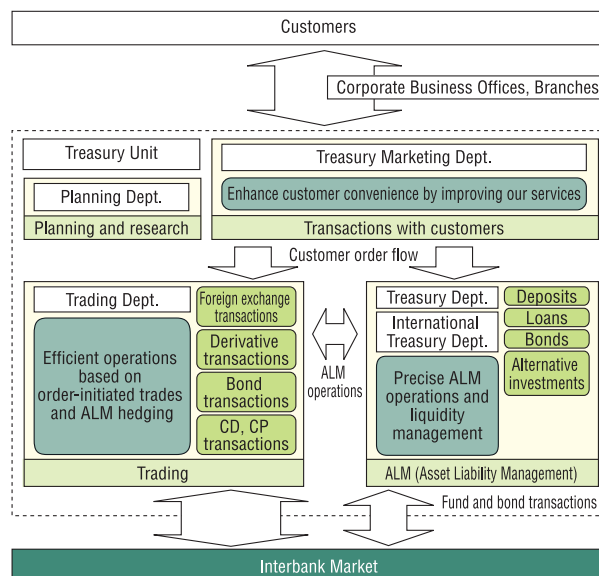 Customers
Corporate Business Offices, Branches
Treasury Unit
Treasury Marketing Dept.
Planning Dept.
Enhance customer convenience by improving our services
Planning and research
Transactions with customers
Customer order flow
Trading Dept.
Foreign exchange
transactions
Derivative
transactions
Bond
transactions
CD, CP
transactions
Efficient operations
based on
order-initiated trades
and ALM hedging
Trading
ALM
operations
Treasury Dept.
International
Treasury Dept.
Deposits
Loans
Bonds
Alternative
investments
Precise ALM
operations and
liquidity
management
ALM (Asset Liability Management)
Fund and bond transactions
Interbank Market